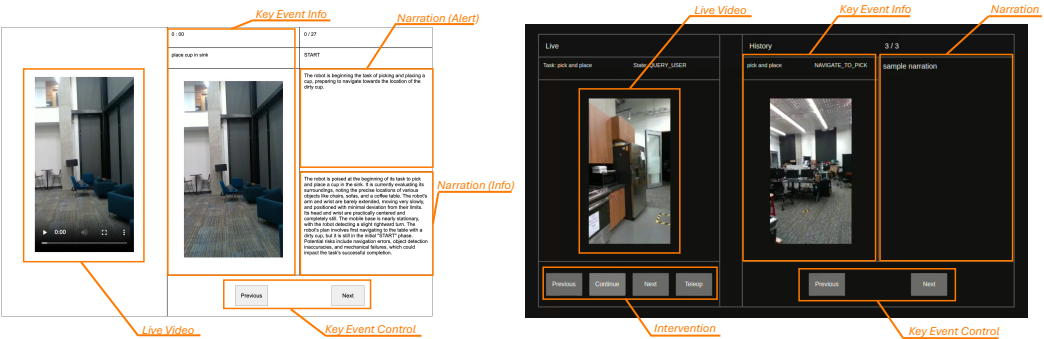 Key Event Info
Narration (Alert)
0 : 00
0 / 27
place cup in sink
START
The robot is beginning the task of picking and placing a
cup, preparing to navigate towards the location of the
dirty cup.
0:00
The robot is poised at the beginning of its task to pick
and place a cup in the sink. It is currently evaluating its
surroundings, noting the precise locations of various
objects like chairs, sofas, and a coffee table. The robot's
arm and wrist are barely extended, moving very slowly,
and positioned with minimal deviation from their limits.
Its head and wrist are practically centered and
completely still. The mobile base is nearly stationary,
with the robot detecting a slight rightward turn. The
robot's plan involves first navigating to the table with a
dirty cup, but it is still in the initial "START" phase.
Potential risks include navigation errors, object detection
inaccuracies, and mechanical failures, which could
impact the task's successful completion.
Narration (Info)
Previous
Next
Live Video
Key Event Control
Live Video
Key Event Info
Narration
Live
History
3 / 3
Task: pick and place
State: QUERY_USER
pick and place
NAVIGATE_TO_PICK
sample narration
Previous
Continue
Next
Teleop
Previous
Next
Intervention
Key Event Control